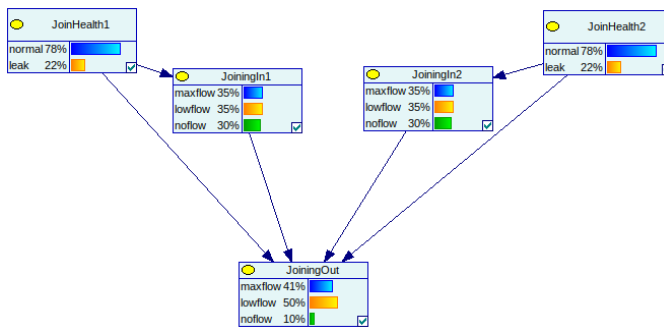 JoinHealth1
normal 78%
leak 22%
JoinHealth2
normal 78%
leak 22%
JoiningIn1
maxflow 35%
lowflow 35%
noflow 30%
JoiningIn2
maxflow 35%
lowflow 35%
noflow 30%
JoiningOut
maxflow 41%
lowflow 50%
noflow 10%